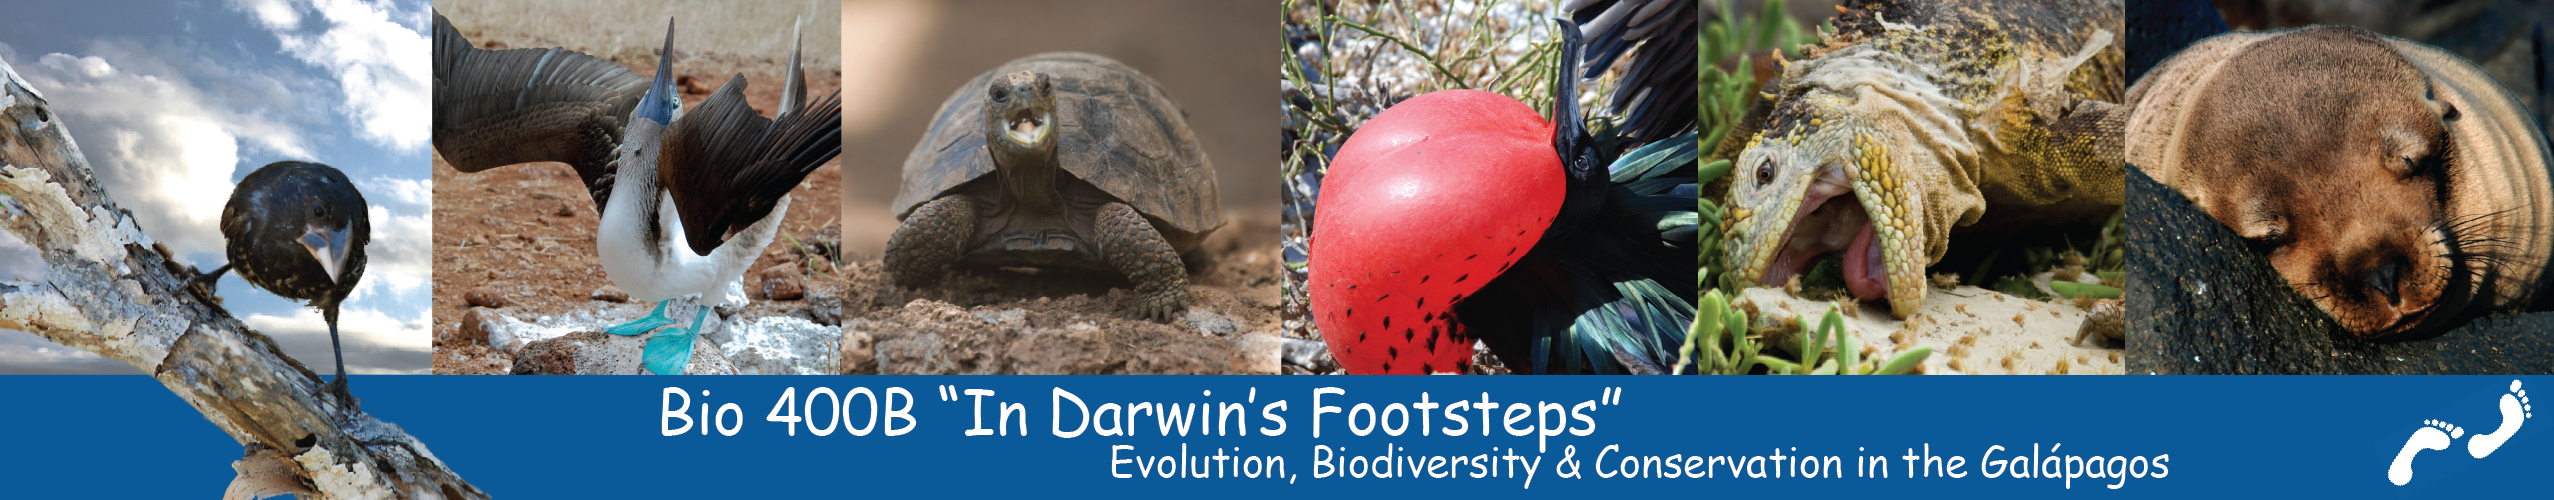 Bio 400B “In Darwin’s Footsteps”
Evolution, Biodiversity & Conservation in the Galápagos